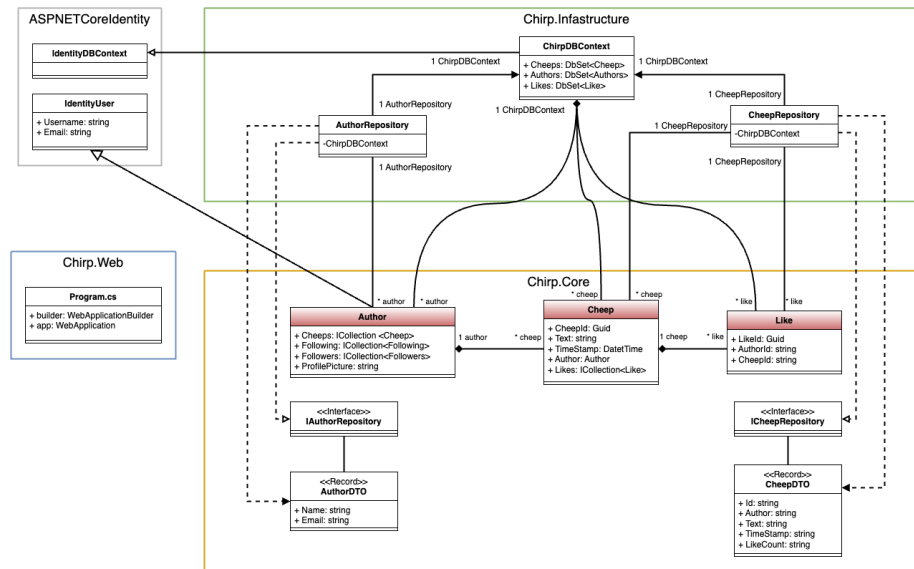 ASPNETCoreIdentity
IdentityDBContext
IdentityUser
+ Username: string
+ Email: string
Chirp.Infastructure
ChirpDBContext
+ Cheeps: DbSet<Cheep>
+ Authors: DbSet<Authors>
+ Likes: DbSet<Like>
1 ChirpDBContext
1 ChirpDBContext
1 ChirpDBContext
1 AuthorRepository
AuthorRepository
-ChirpDBContext
1 AuthorRepository
1 CheepRepository
1 CheepRepository
CheepRepository
-ChirpDBContext
1 CheepRepository
Chirp.Web
Program.cs
+ builder: WebApplicationBuilder
+ app: WebApplication
Chirp.Core
* author
* author
* cheep
* cheep
* like
* like
Author
+ Cheeps: ICollection <Cheep>
+ Following: ICollection<Following>
+ Followers: ICollection<Followers>
+ ProfilePicture: string
1 author
* cheep
Cheep
+ CheepId: Guid
+ Text: string
+ TimeStamp: DatetTime
+ Author: Author
+ Likes: ICollection<Like>
1 cheep
* like
Like
+ LikeId: Guid
+ AuthorId: string
+ CheepId: string
<<Interface>>
IAuthorRepository
<<Interface>>
ICheepRepository
<<Record>>
AuthorDTO
+ Name: string
+ Email: string
<<Record>>
CheepDTO
+ Id: string
+ Author: string
+ Text: string
+ TimeStamp: string
+ LikeCount: string